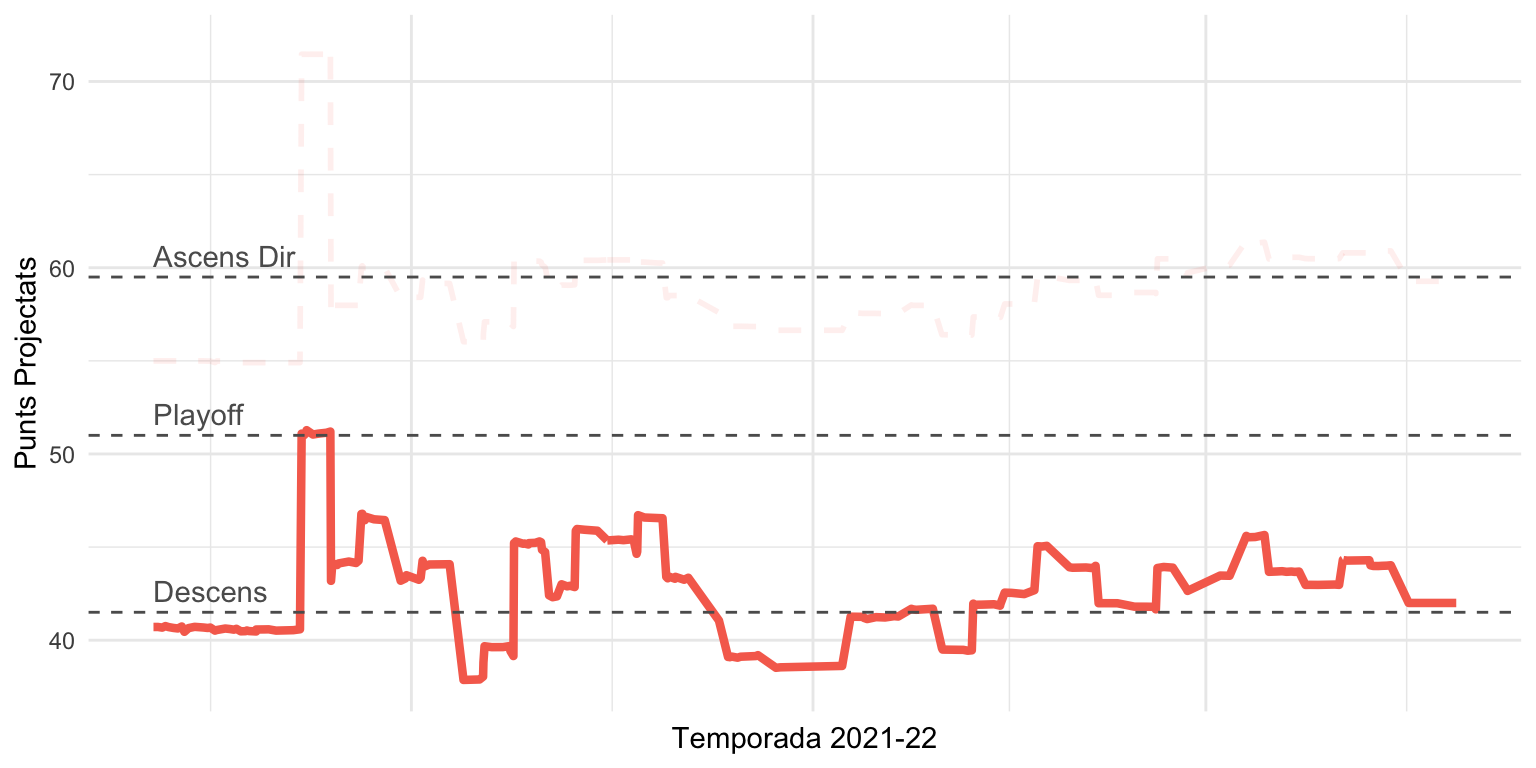 70
Ascens Dir
60
Punts Projectats
Playoff
50
Descens
40
Temporada 2021-22